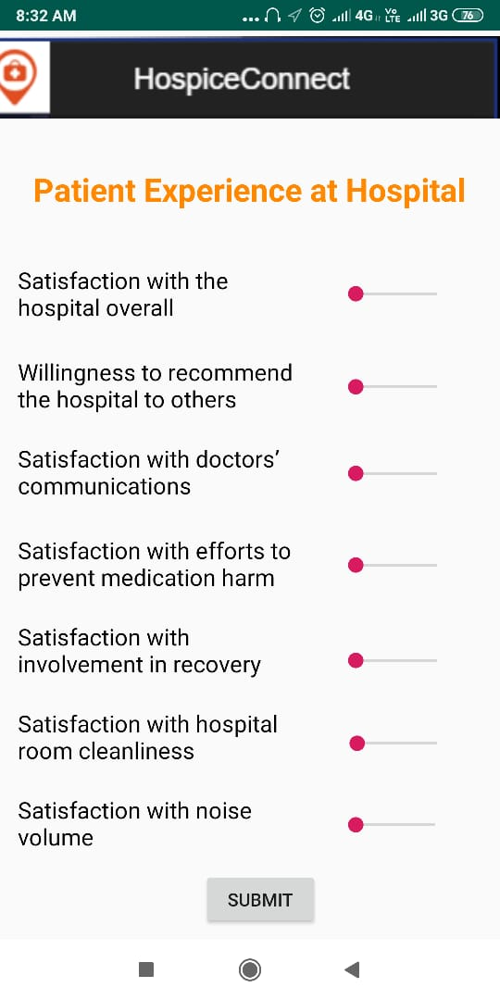 8:32 AM ... 4G Vo LTE 3G 76
HospiceConnect
Patient Experience at Hospital
Satisfaction with the
hospital overall
Willingness to recommend
the hospital to others
Satisfaction with doctors’
communications
Satisfaction with efforts to
prevent medication harm
Satisfaction with
involvement in recovery
Satisfaction with hospital
room cleanliness
Satisfaction with noise
volume
SUBMIT